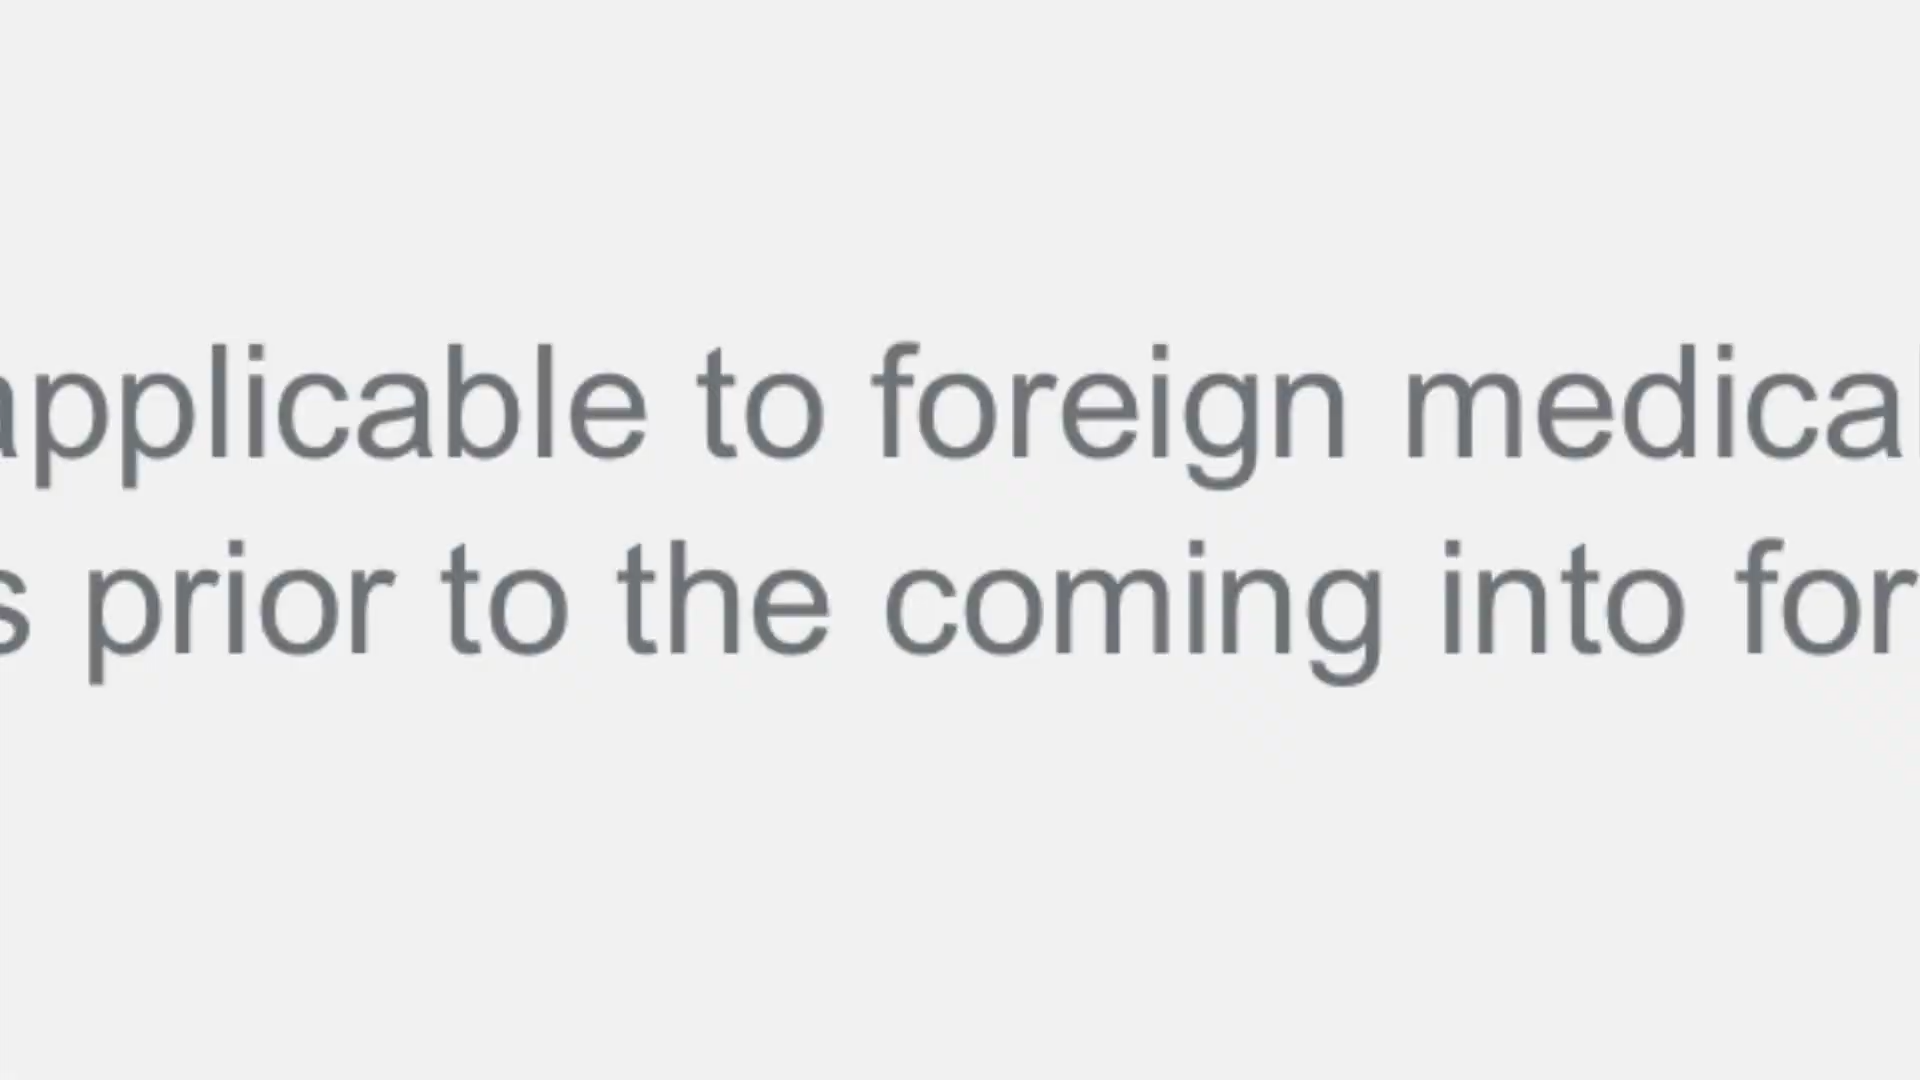 applicable to foreign medical
s prior to the coming into for